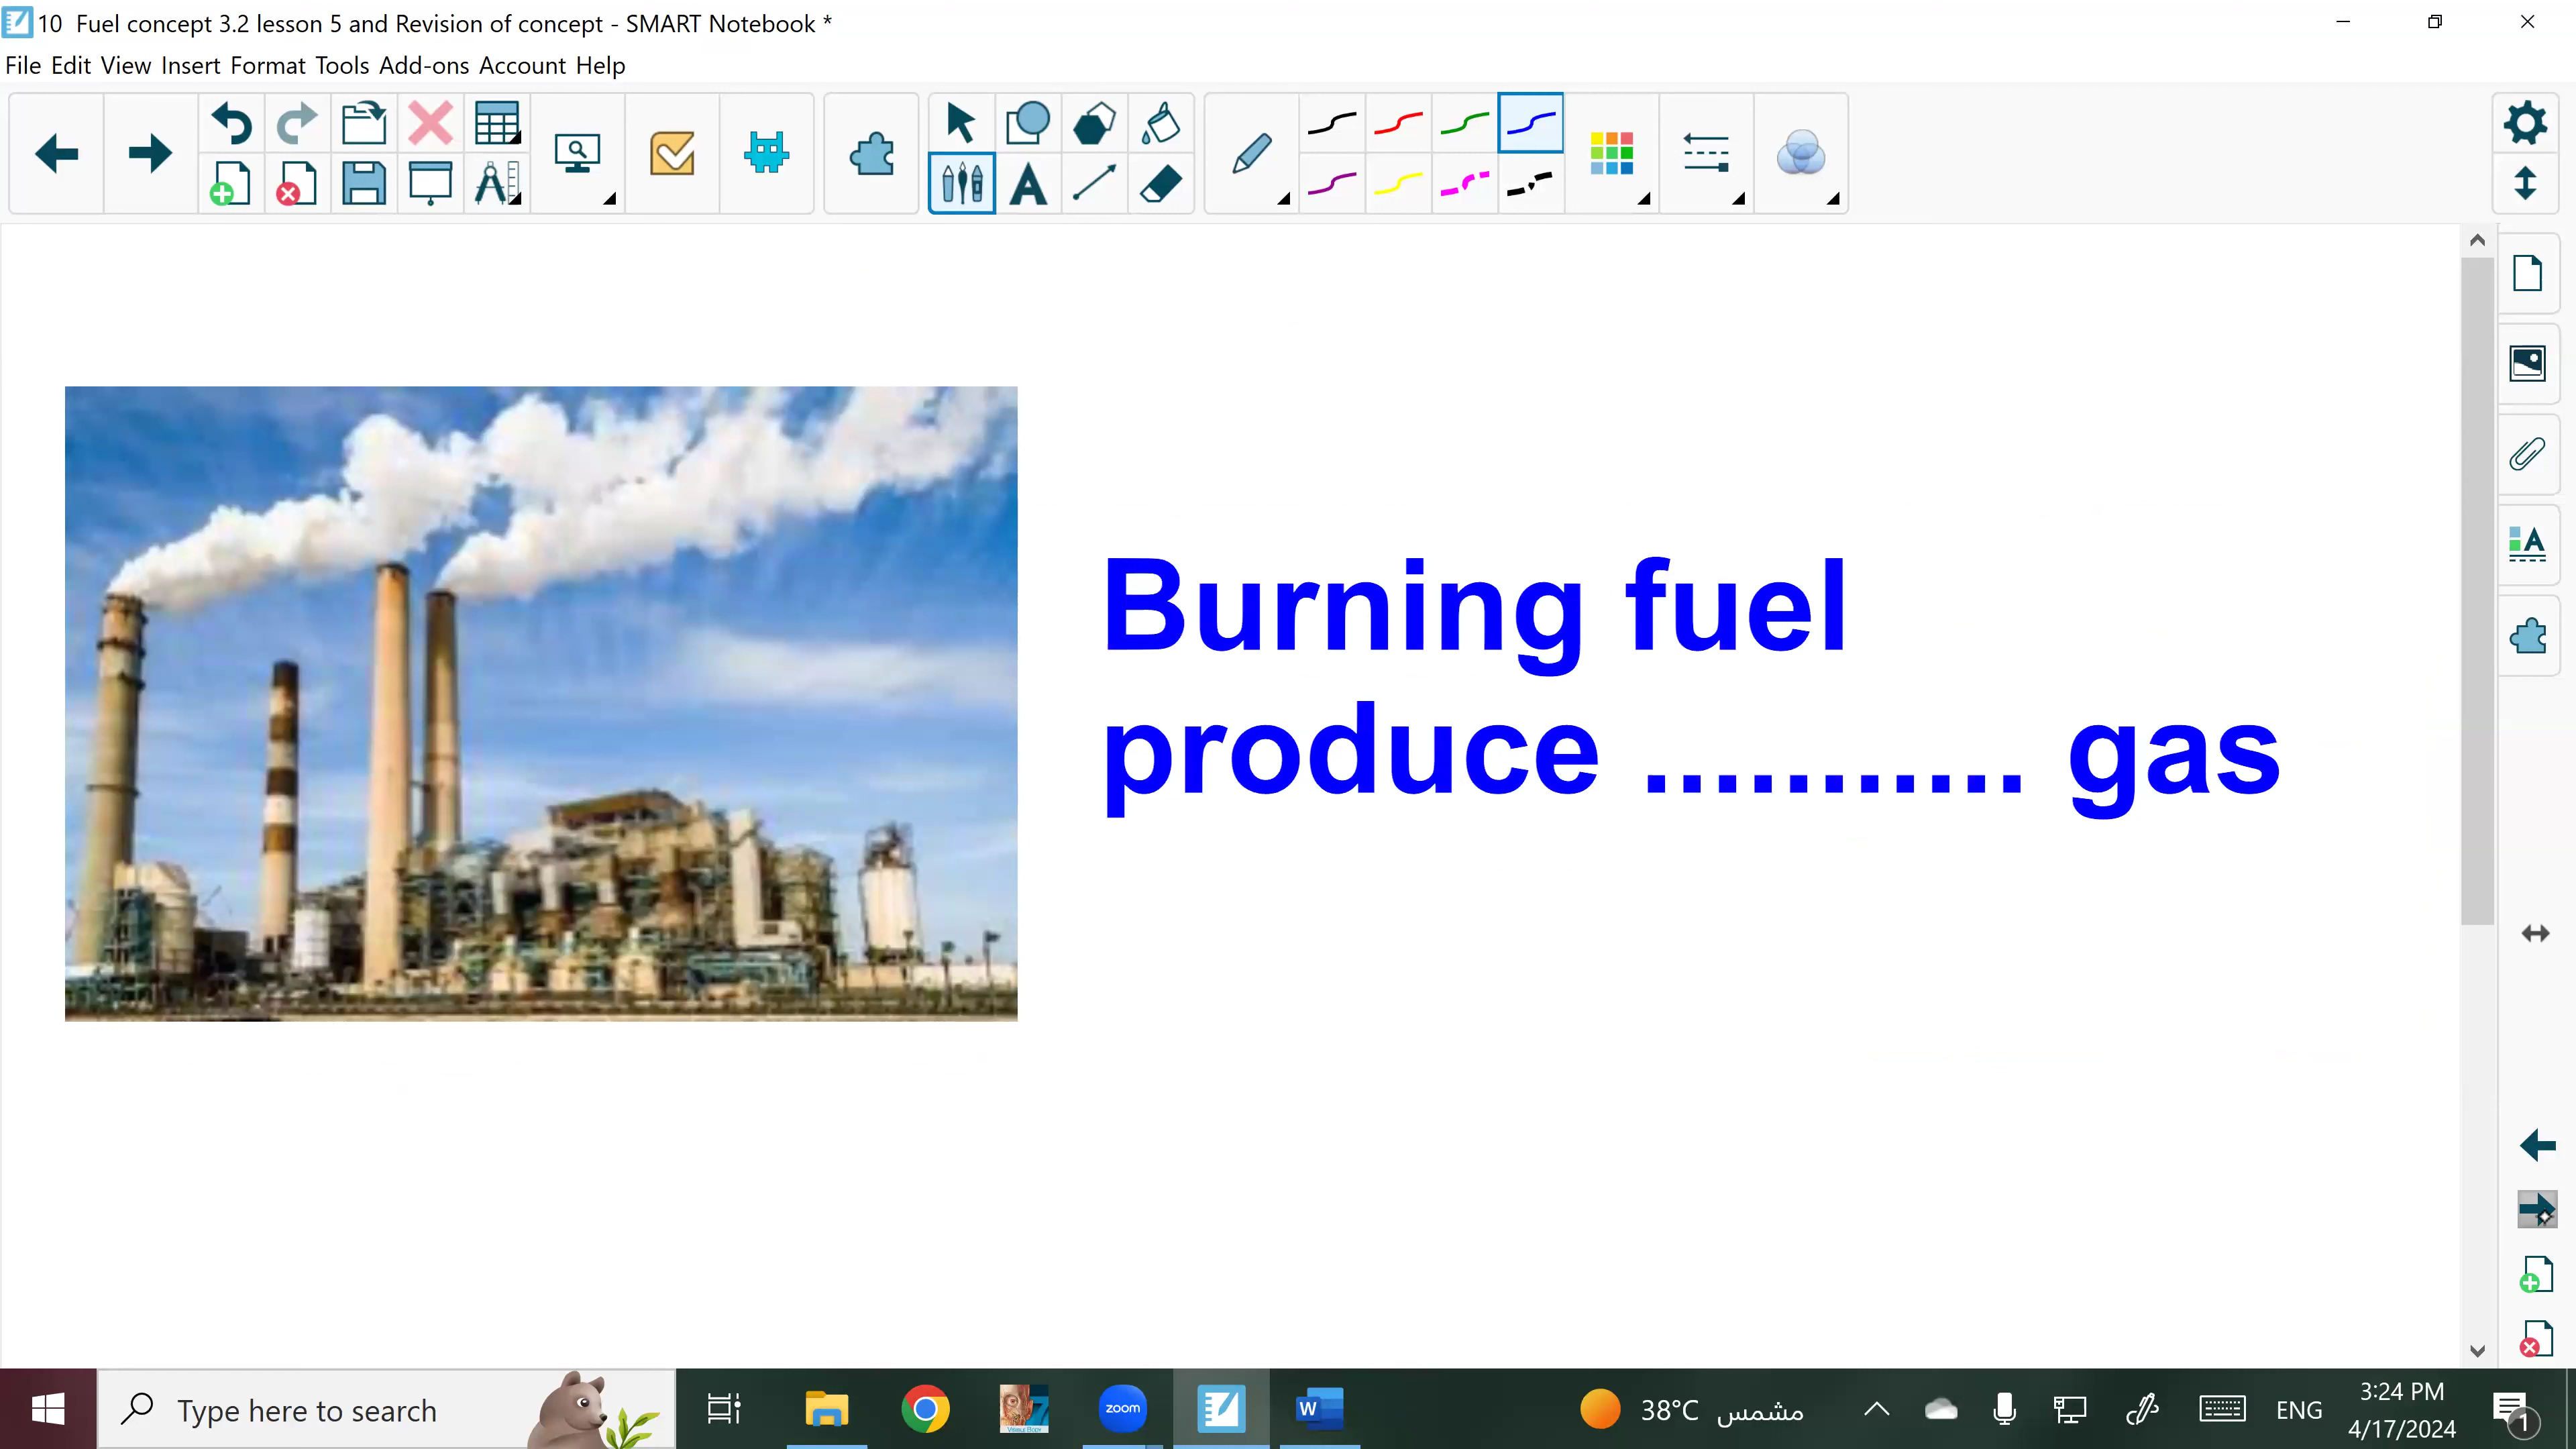 10 Fuel concept 3.2 lesson 5 and Revision of concept - SMART Notebook *
File Edit View Insert Format Tools Add-ons Account Help
Burning fuel
produce ........... gas
Type here to search
zoom
W
38°C مشمس
ENG
3:24 PM
4/17/2024
1